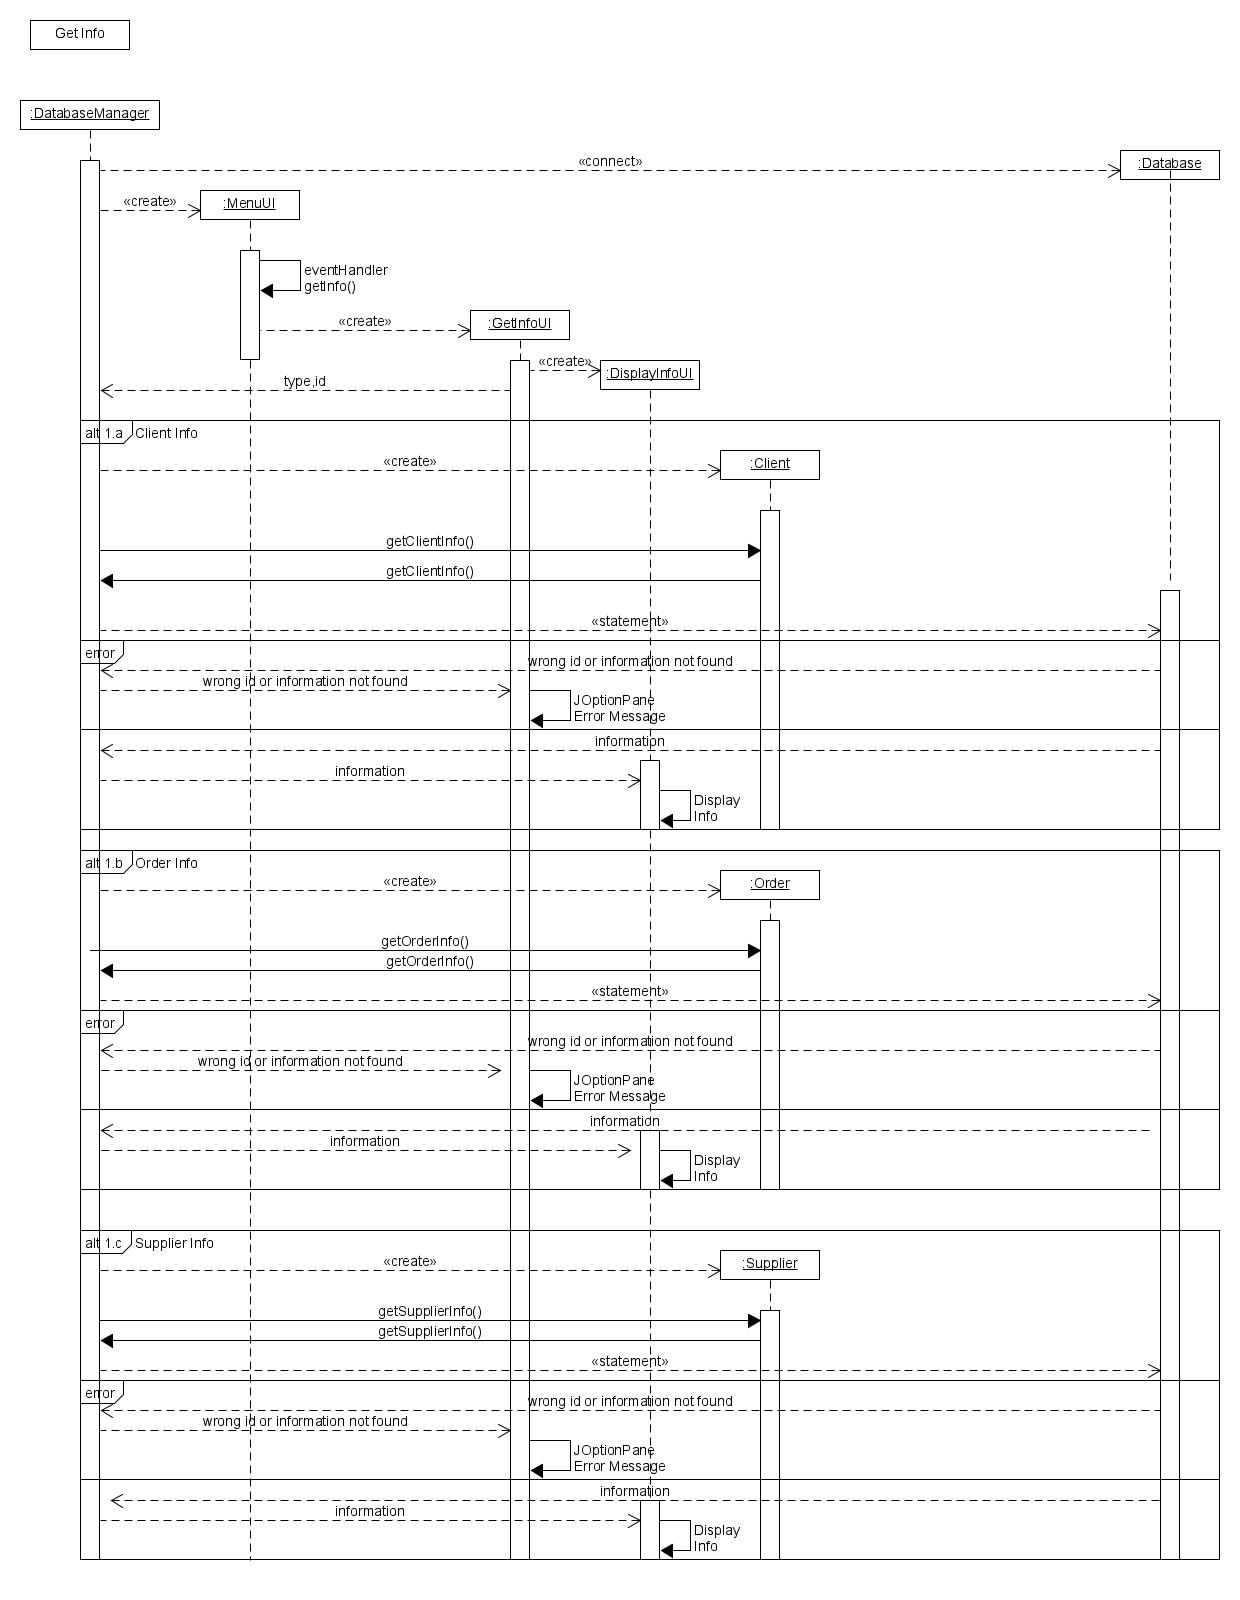 Get Info
:DatabaseManager
«connect»
:Database
«create»
:MenuUI
eventHandler
getInfo()
«create»
:GetInfoUI
«create»
:DisplayInfoUI
type,id
alt 1.a
Client Info
«create»
:Client
getClientInfo()
getClientInfo()
«statement»
error
wrong id or information not found
wrong id or information not found
JOptionPane
Error Message
information
information
Display
Info
alt 1.b
Order Info
«create»
:Order
getOrderInfo()
getOrderInfo()
«statement»
error
wrong id or information not found
wrong id or information not found
JOptionPane
Error Message
information
information
Display
Info
alt 1.c
Supplier Info
«create»
:Supplier
getSupplierInfo()
getSupplierInfo()
«statement»
error
wrong id or information not found
wrong id or information not found
JOptionPane
Error Message
information
information
Display
Info